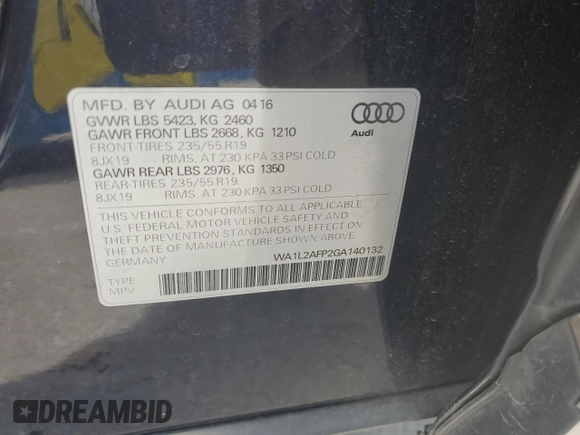 MFD. BY AUDI AG 04 16
GVWR LBS 5423, KG 2460
GAWR FRONT LBS 2668, KG 1210
FRONT-TIRES 235/55 R19
8JX19 RIMS, AT 230 KPA 33 PSI COLD
GAWR REAR LBS 2976, KG 1350
REAR-TIRES 235/55 R19
8JX19 RIMS, AT 230 KPA 33 PSI COLD
Audi
THIS VEHICLE CONFORMS TO ALL APPLICABLE
U.S. FEDERAL MOTOR VEHICLE SAFETY AND
THEFT PREVENTION STANDARDS IN EFFECT ON
THE DATE OF MANUFACTURE SHOWN ABOVE.
GERMANY
WA1L2AFP2GA140132
TYPE:
MPV
DREAMBID